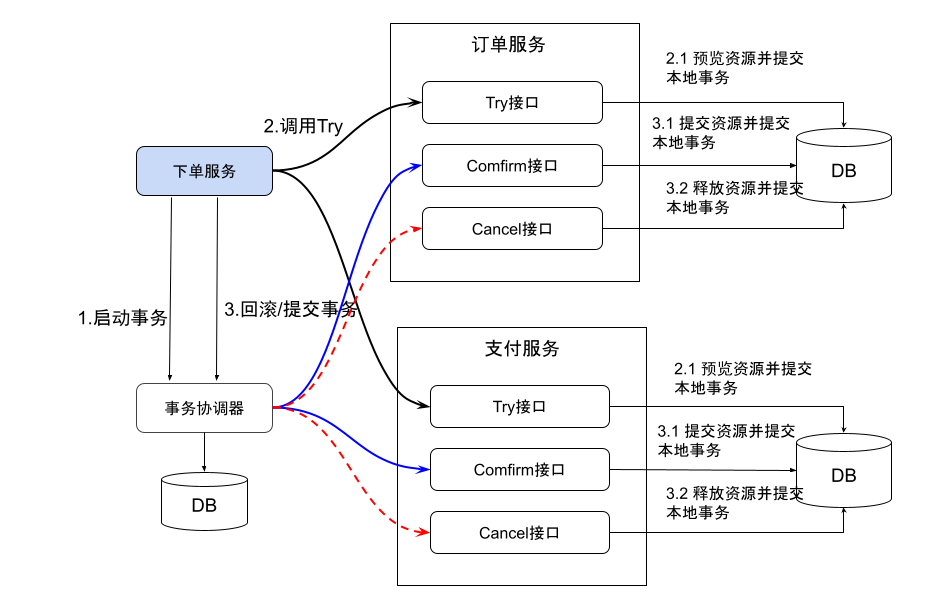 订单服务
2.1 预览资源并提交
本地事务
Try接口
2.调用Try
3.1 提交资源并提交
本地事务
下单服务
Comfirm接口
DB
3.2 释放资源并提交
本地事务
Cancel接口
1.启动事务
3.回滚/提交事务
支付服务
2.1 预览资源并提交
本地事务
事务协调器
Try接口
3.1 提交资源并提交
本地事务
Comfirm接口
DB
DB
3.2 释放资源并提交
本地事务
Cancel接口